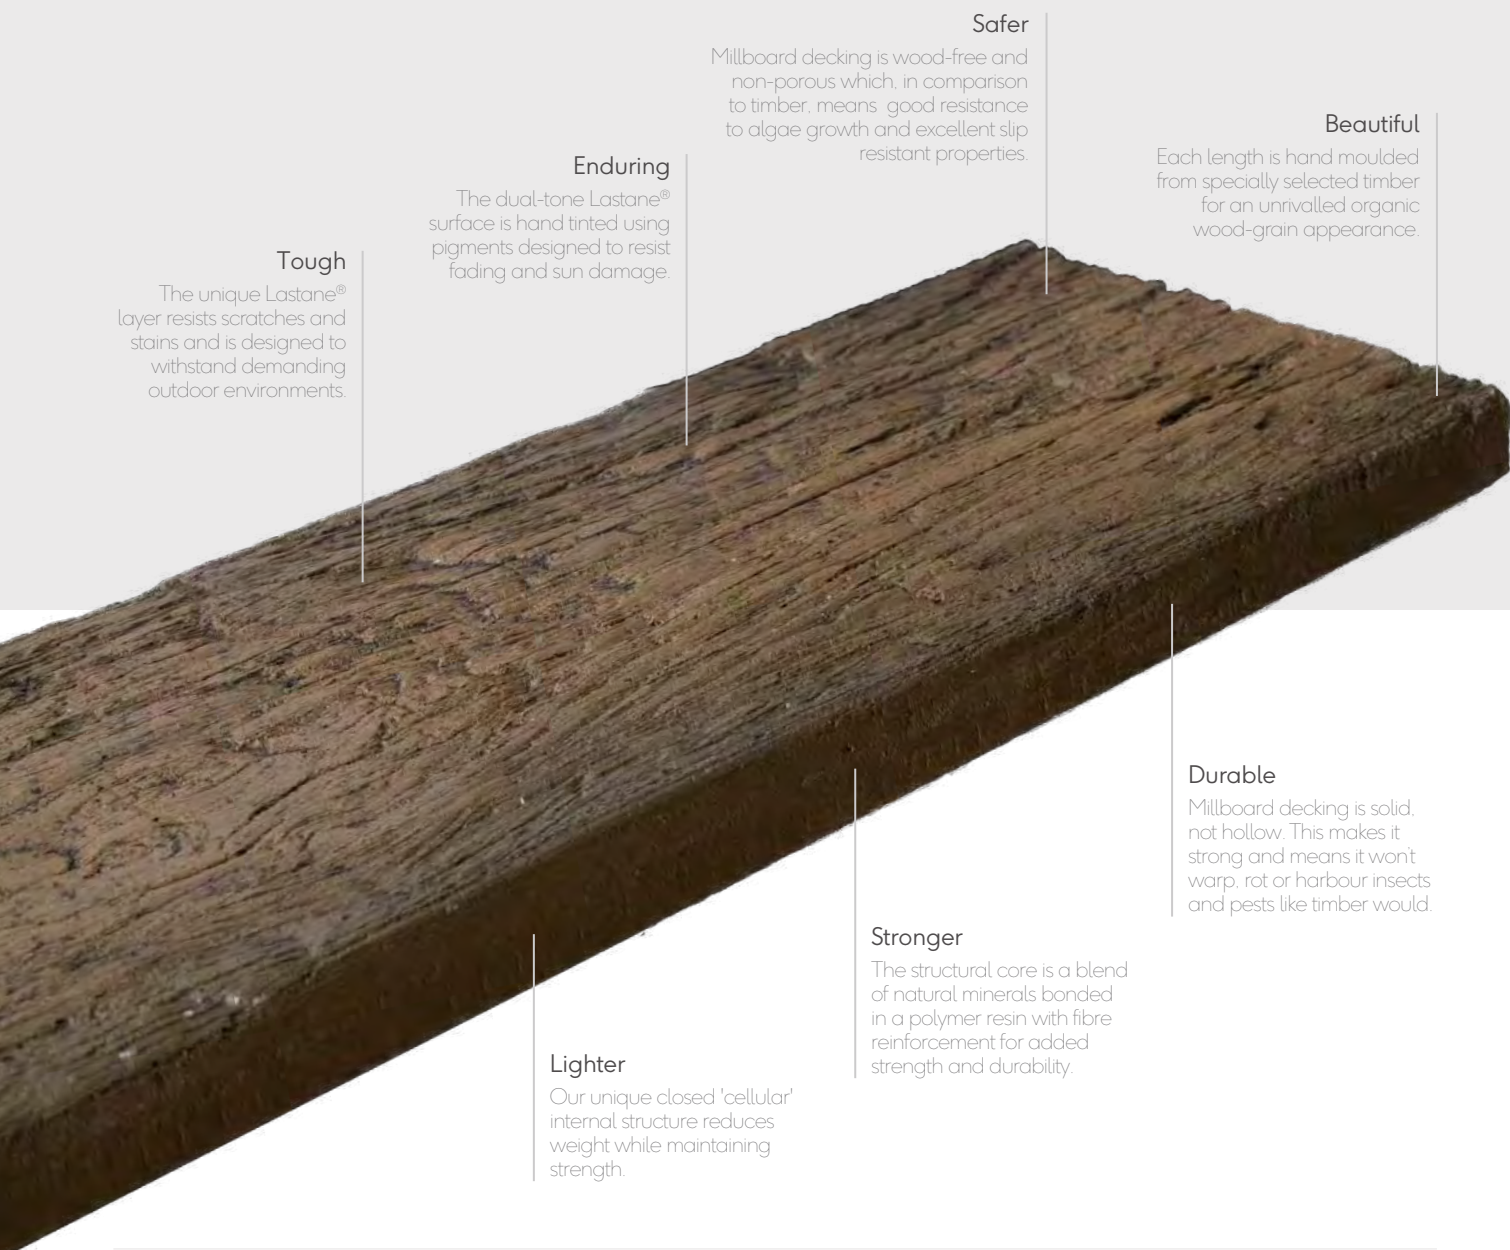 Safer
Millboard decking is wood-free and
non-porous which, in comparison
to timber, means  good resistance
to algae growth and excellent slip
resistant properties.
Beautiful
Each length is hand moulded
from specially selected timber
for an unrivalled organic
wood-grain appearance.
Enduring
The dual-tone Lastane®
surface is hand tinted using
pigments designed to resist
fading and sun damage.
Tough
The unique Lastane®
layer resists scratches and
stains and is designed to
withstand demanding
outdoor environments.
Durable
Millboard decking is solid,
not hollow. This makes it
strong and means it won't
warp, rot or harbour insects
and pests like timber would.
Stronger
The structural core is a blend
of natural minerals bonded
in a polymer resin with fibre
reinforcement for added
strength and durability.
Lighter
Our unique closed 'cellular'
internal structure reduces
weight while maintaining
strength.